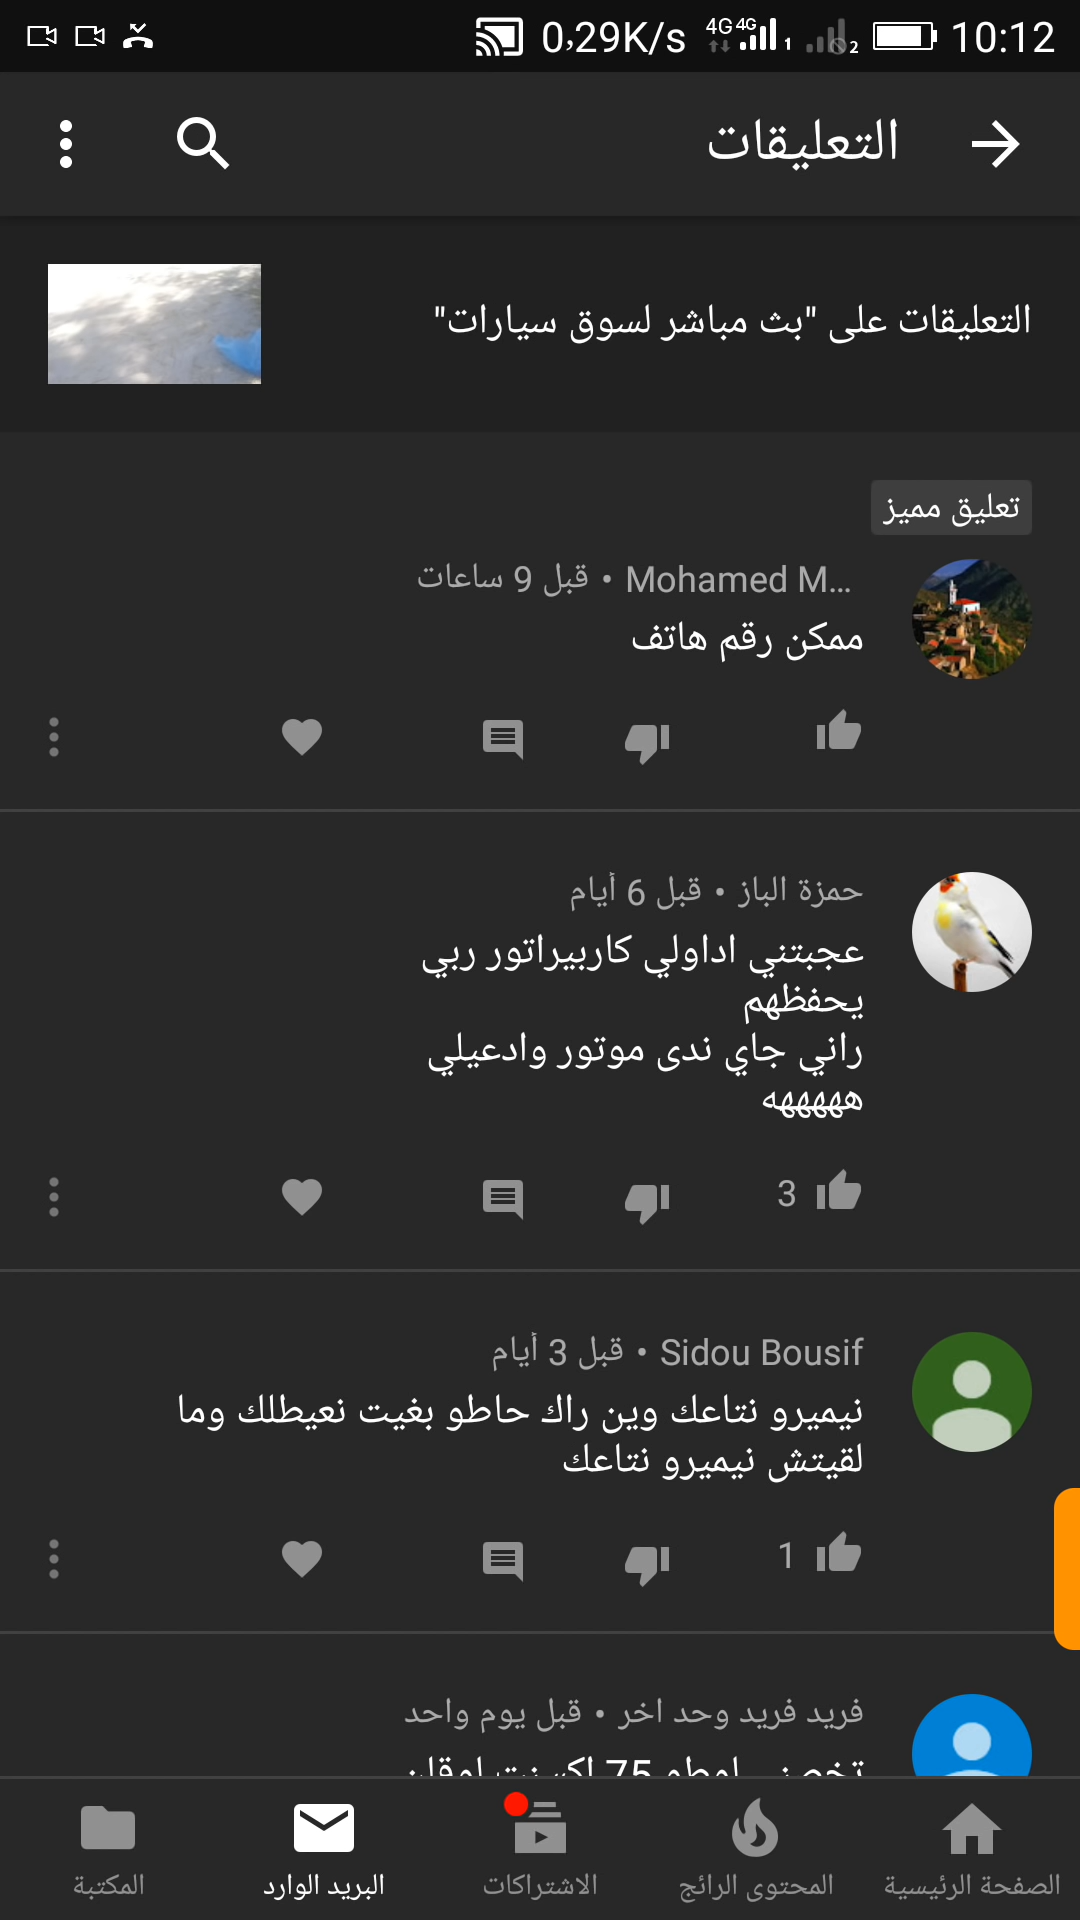 0,29K/s 4G 4G 1 2 10:12
التعليقات
التعليقات على "بث مباشر لسوق سيارات"
تعليق مميز
Mohamed M... • قبل 9 ساعات
ممكن رقم هاتف
حمزة الباز • قبل 6 أيام
عجبتني اداولي كاربيراتور ربي
يحفظهم
راني جاي ندى موتور وادعيلي
هههههه
3
Sidou Bousif • قبل 3 أيام
نيميرو نتاعك وين راك حاطو بغيت نعيطلك وما
لقيتش نيميرو نتاعك
1
فريد فريد وحد اخر • قبل يوم واحد
75
الصفحة الرئيسية
المحتوى الرائج
الاشتراكات
البريد الوارد
المكتبة